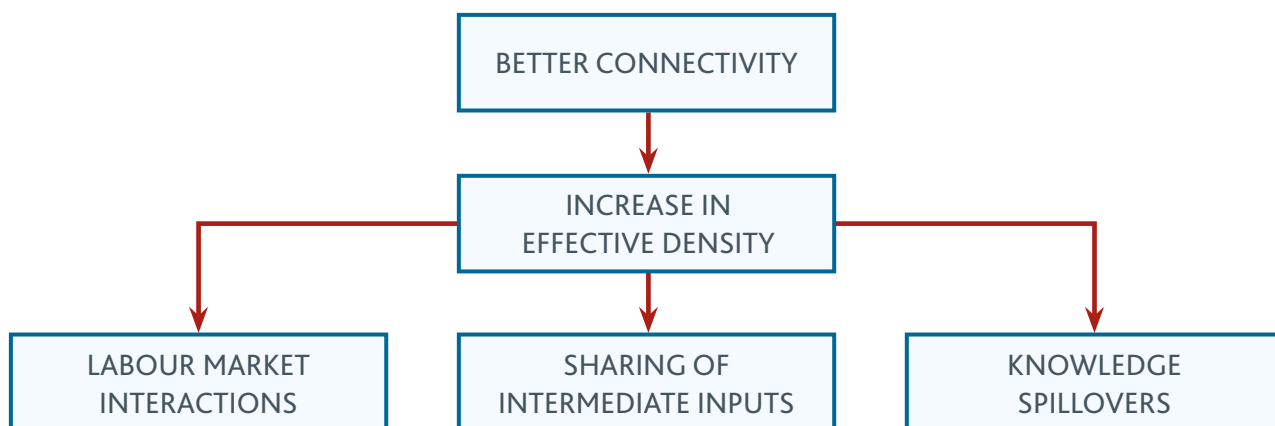 BETTER CONNECTIVITY
INCREASE IN
EFFECTIVE DENSITY
LABOUR MARKET
INTERACTIONS
SHARING OF
INTERMEDIATE INPUTS
KNOWLEDGE
SPILLOVERS